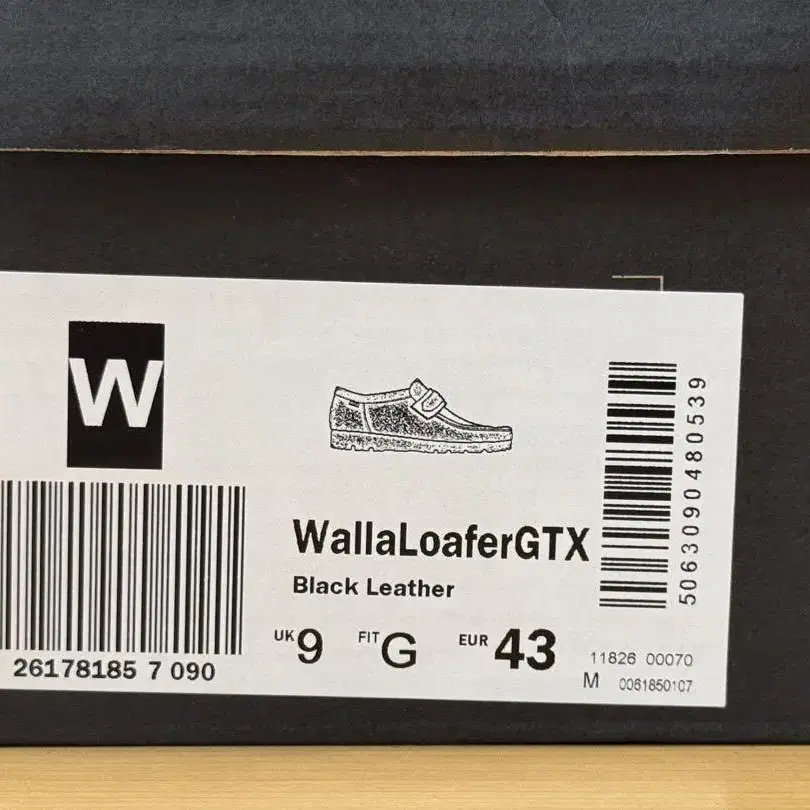 W
26178185 7 090
WallaLoaferGTX
Black Leather
UK 9 FIT G EUR 43
5063090480539
11826 00070
M 0061850107